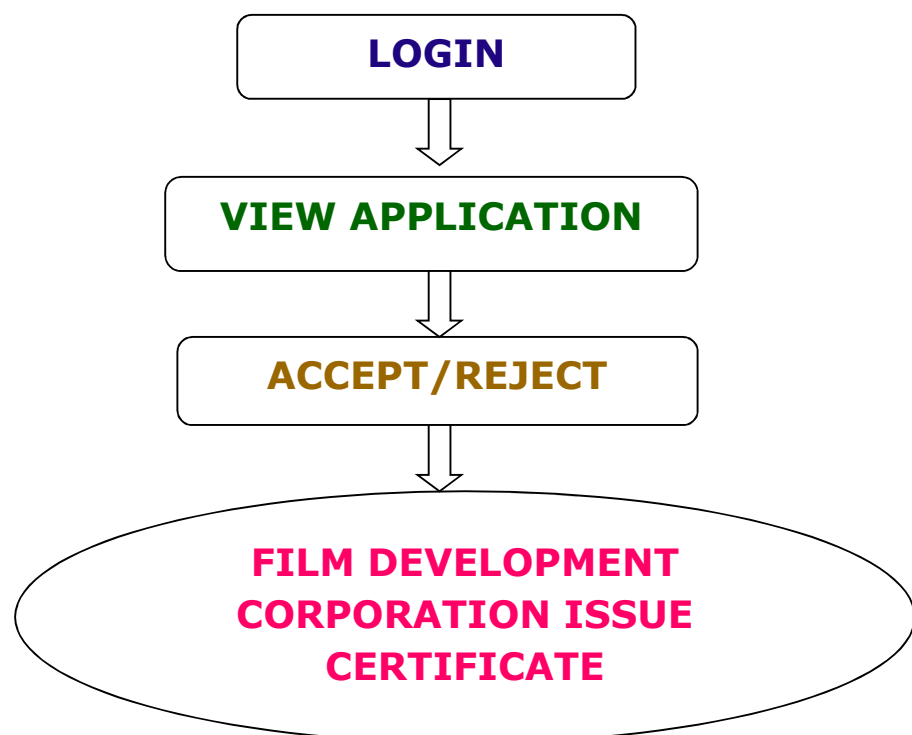 LOGIN
VIEW APPLICATION
ACCEPT/REJECT
FILM DEVELOPMENT
CORPORATION ISSUE
CERTIFICATE